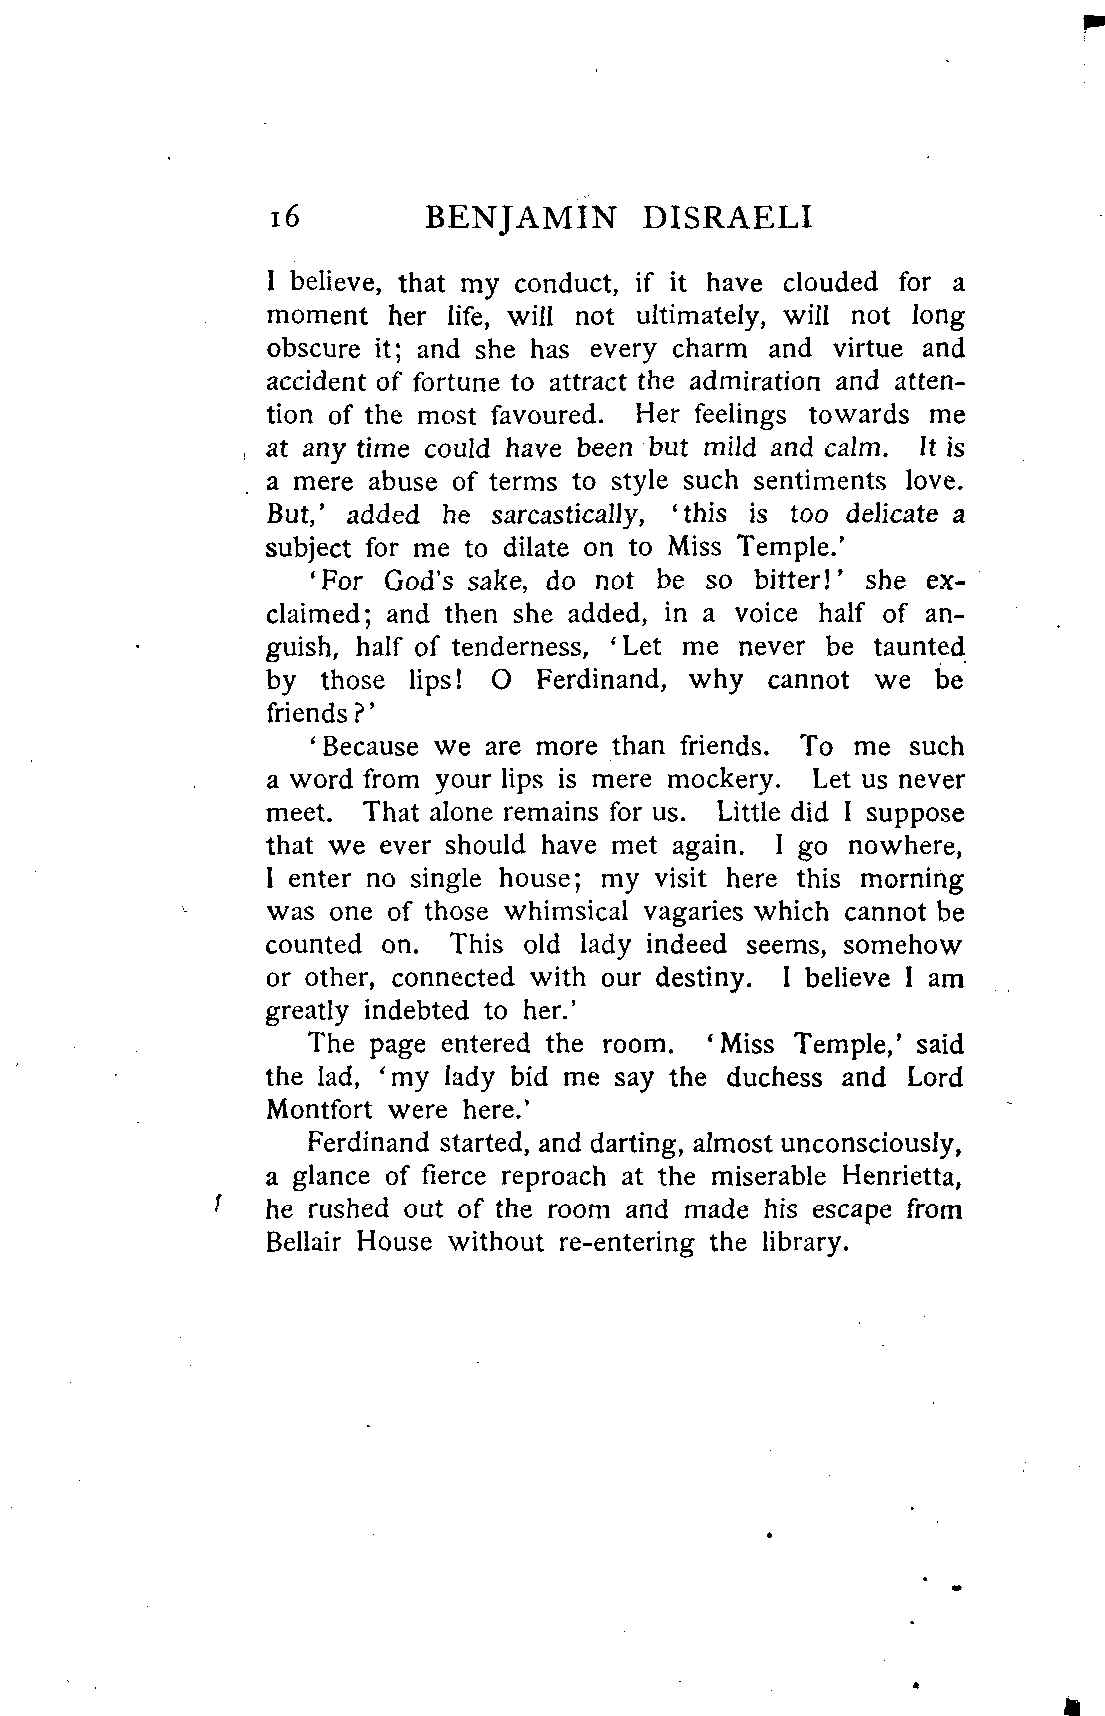 16 BENJAMIN DISRAELI
I believe, that my conduct, if it have clouded for a
moment her life, will not ultimately, will not long
obscure it; and she has every charm and virtue and
accident of fortune to attract the admiration and atten-
tion of the most favoured. Her feelings towards me
at any time could have been but mild and calm. It is
a mere abuse of terms to style such sentiments love.
But,' added he sarcastically, 'this is too delicate a
subject for me to dilate on to Miss Temple.'
'For God's sake, do not be so bitter!' she ex-
claimed; and then she added, in a voice half of an-
guish, half of tenderness, 'Let me never be taunted
by those lips! O Ferdinand, why cannot we be
friends?'
'Because we are more than friends. To me such
a word from your lips is mere mockery. Let us never
meet. That alone remains for us. Little did I suppose
that we ever should have met again. I go nowhere,
I enter no single house; my visit here this morning
was one of those whimsical vagaries which cannot be
counted on. This old lady indeed seems, somehow
or other, connected with our destiny. I believe I am
greatly indebted to her.'
The page entered the room. 'Miss Temple,' said
the lad, 'my lady bid me say the duchess and Lord
Montfort were here.'
Ferdinand started, and darting, almost unconsciously,
a glance of fierce reproach at the miserable Henrietta,
he rushed out of the room and made his escape from
Bellair House without re-entering the library.